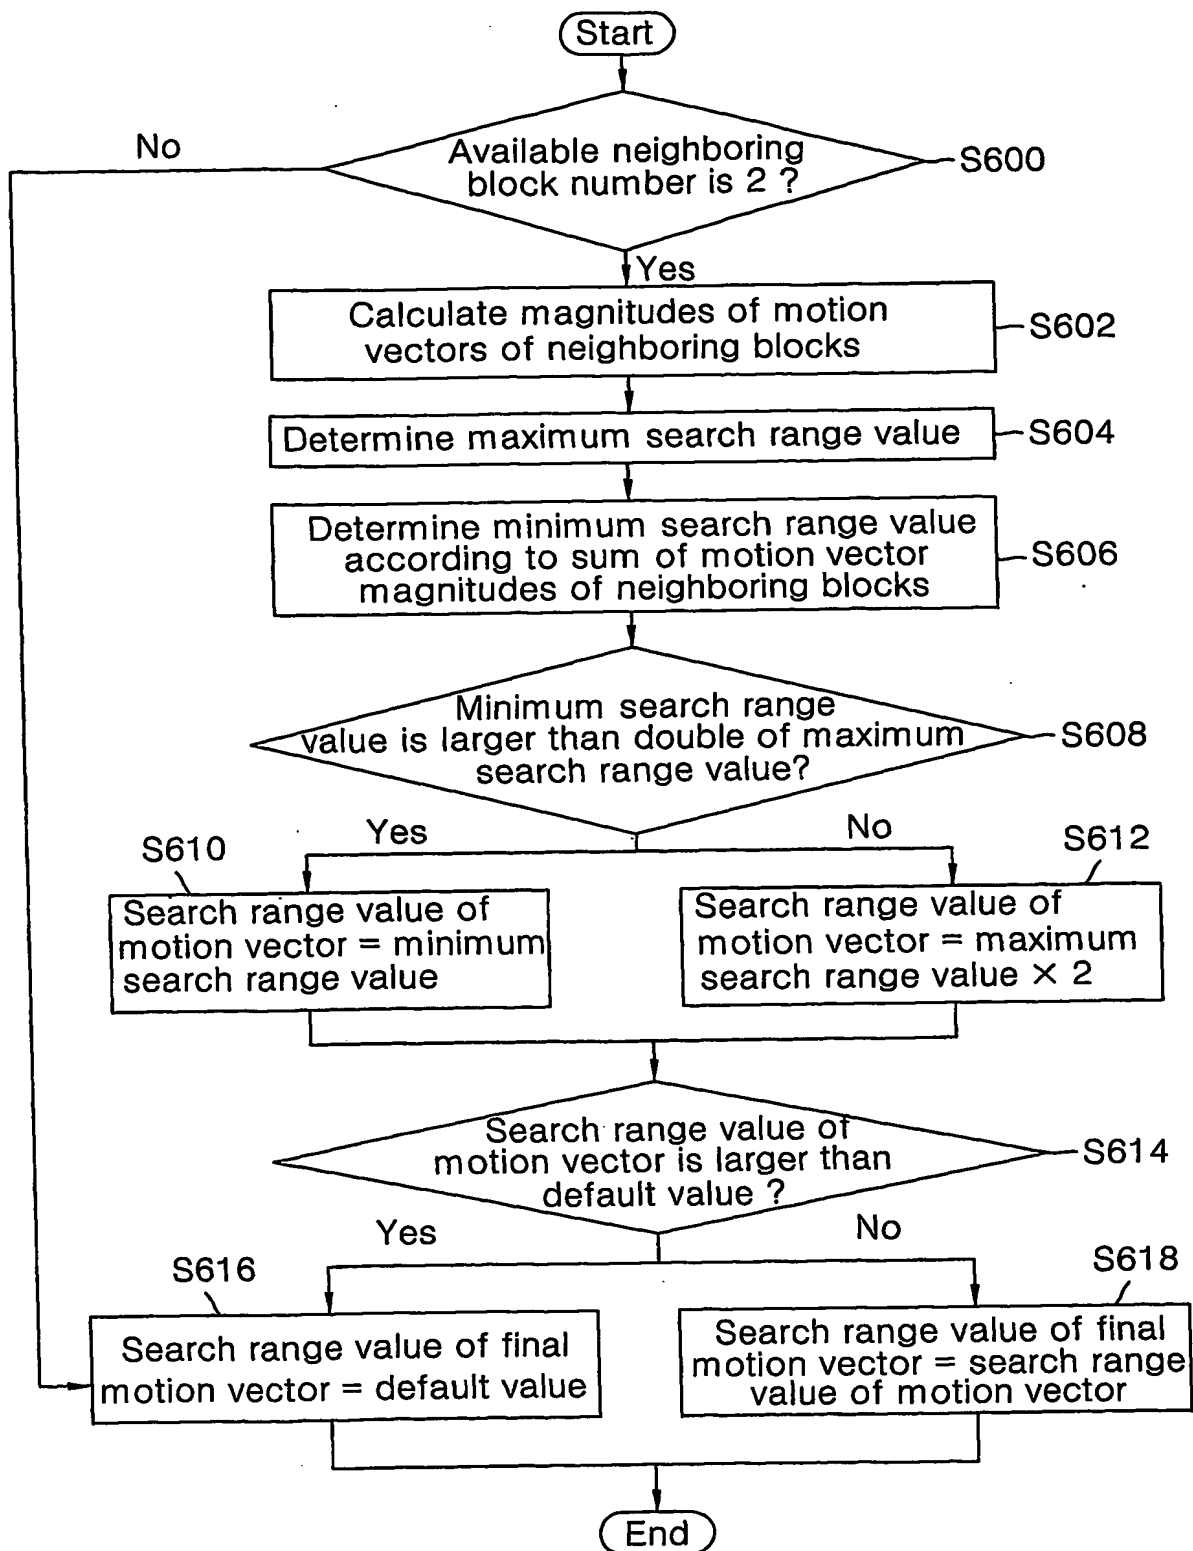 Start
No
Available neighboring
block number is 2 ?
S600
Yes
Calculate magnitudes of motion
vectors of neighboring blocks
S602
Determine maximum search range value
S604
Determine minimum search range value
according to sum of motion vector
magnitudes of neighboring blocks
S606
Minimum search range
value is larger than double of maximum
search range value?
S608
Yes
No
S610
S612
Search range value of
motion vector = minimum
search range value
Search range value of
motion vector = maximum
search range value × 2
Search range value of
motion vector is larger than
default value ?
S614
Yes
No
S616
S618
Search range value of final
motion vector = default value
Search range value of final
motion vector = search range
value of motion vector
End